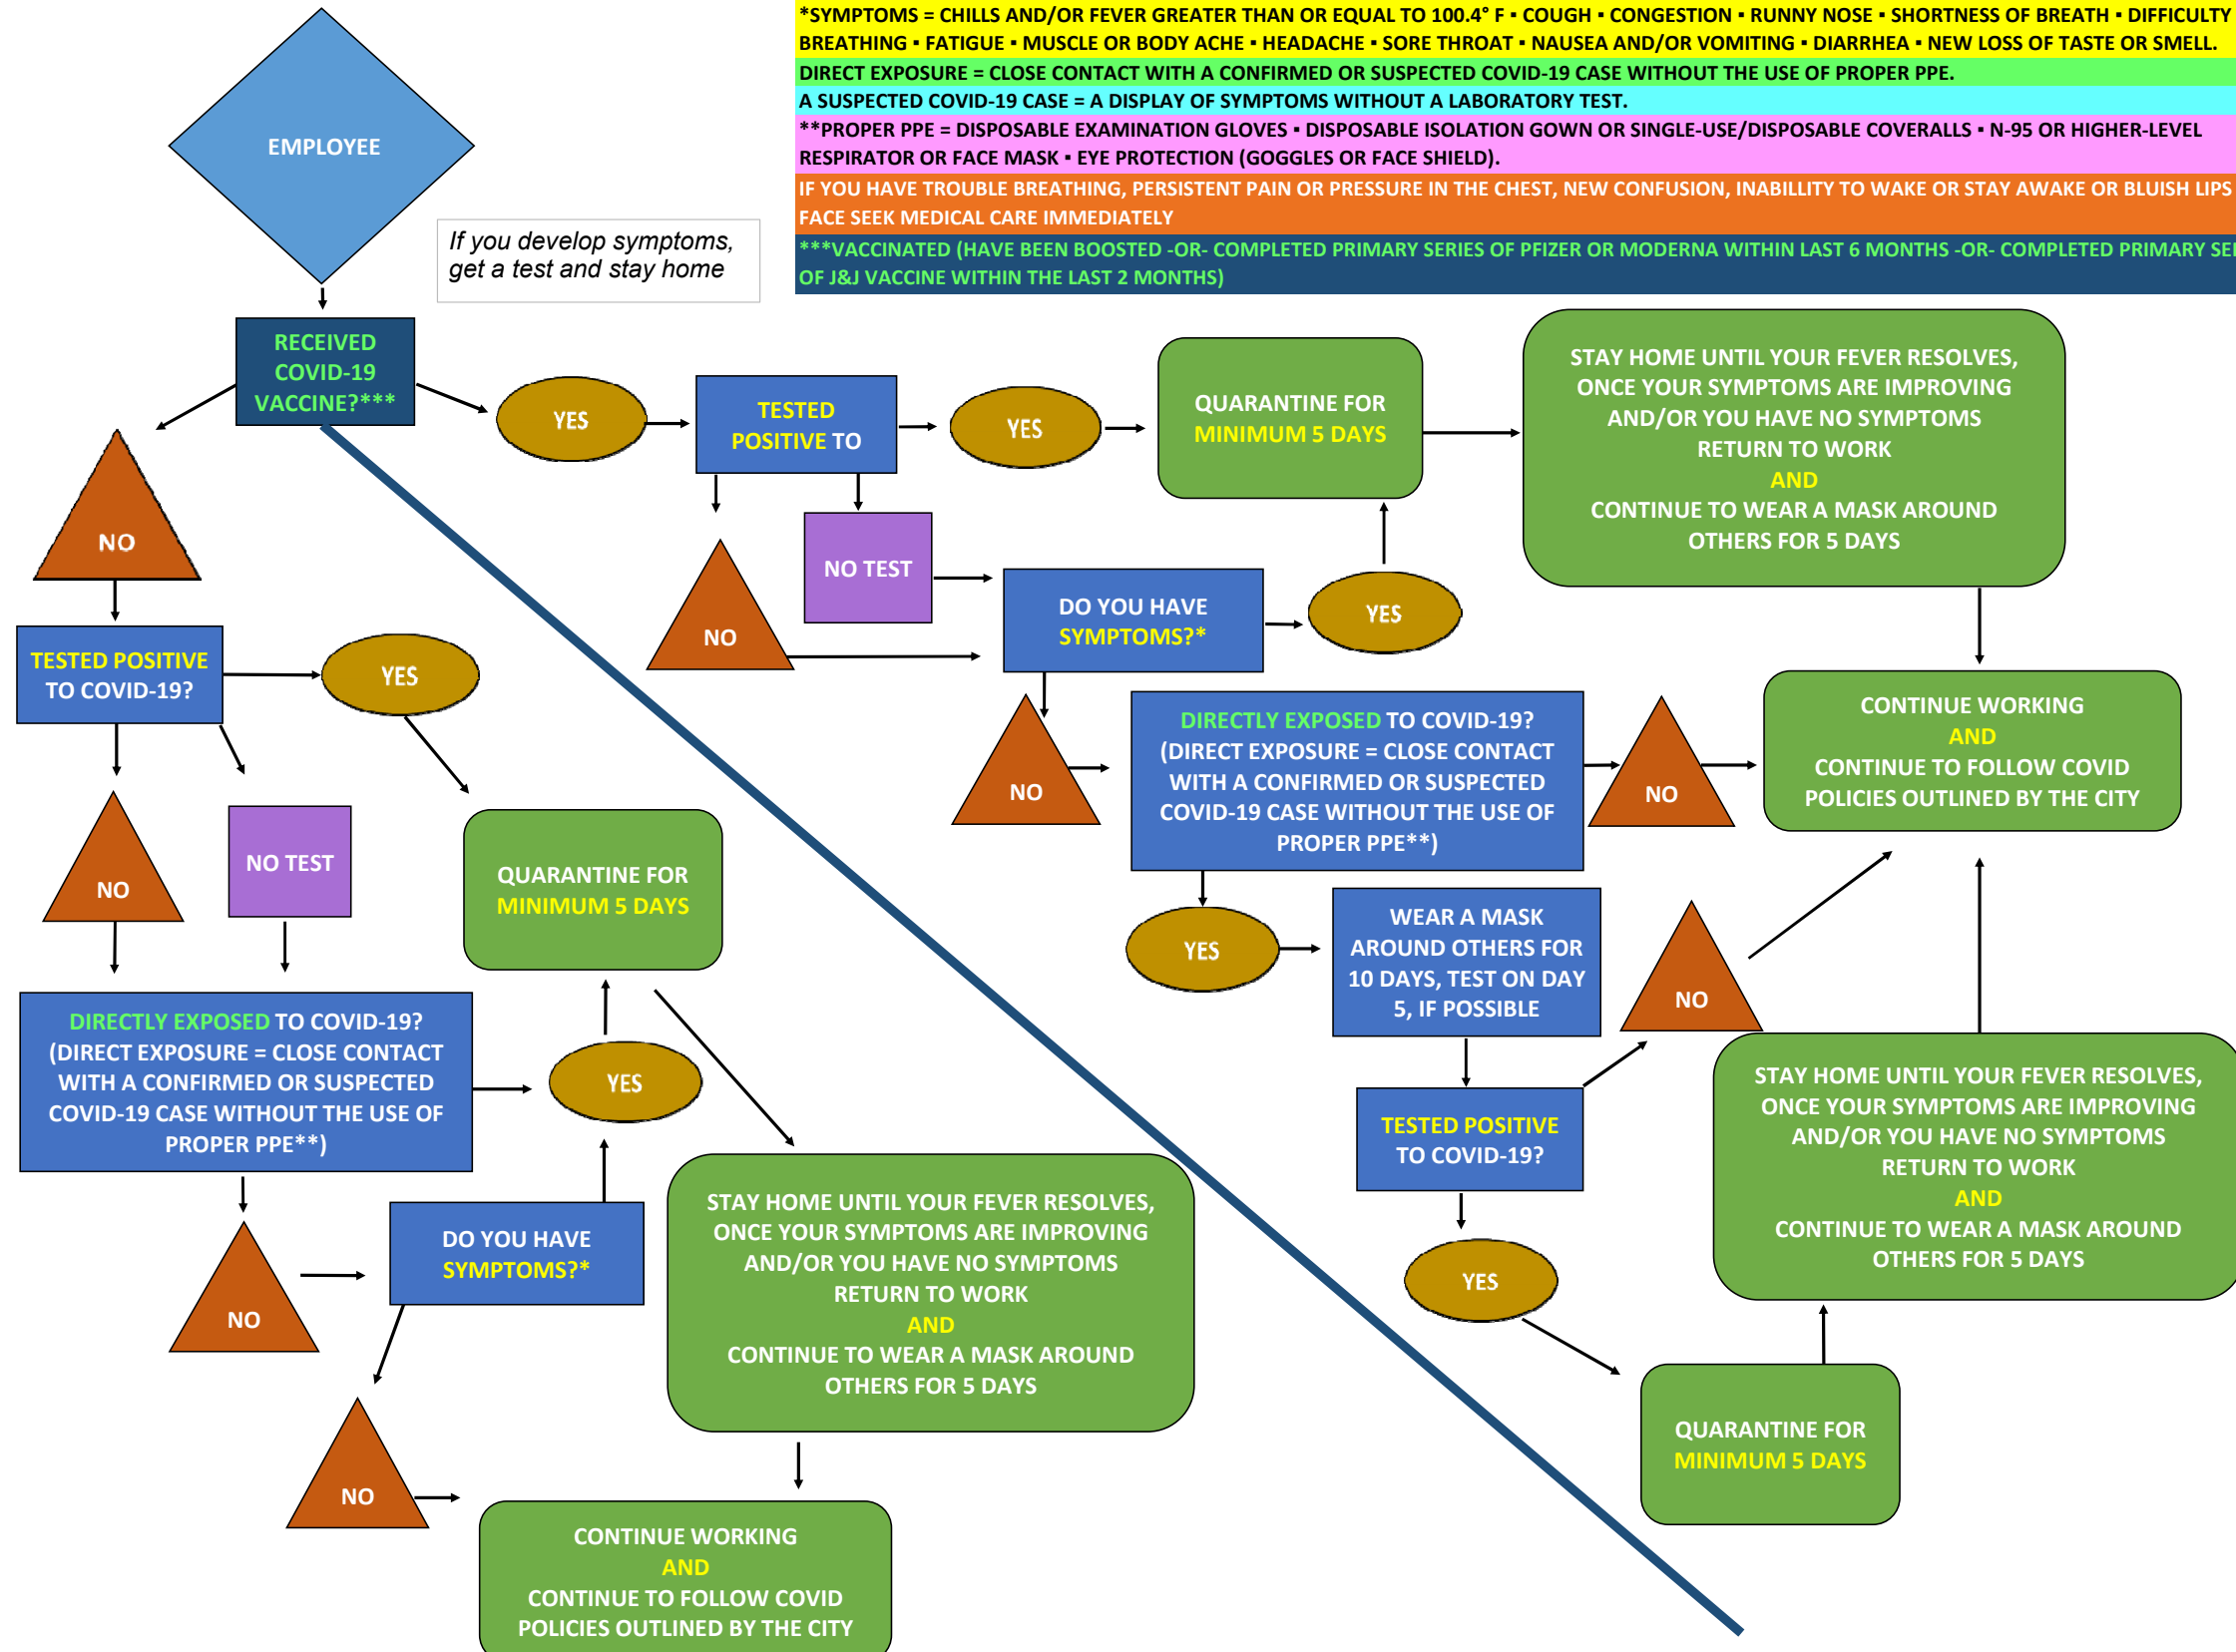 *SYMPTOMS = CHILLS AND/OR FEVER GREATER THAN OR EQUAL TO 100.4° F ▪ COUGH ▪ CONGESTION ▪ RUNNY NOSE ▪ SHORTNESS OF BREATH ▪ DIFFICULTY
BREATHING ▪ FATIGUE ▪ MUSCLE OR BODY ACHE ▪ HEADACHE ▪ SORE THROAT ▪ NAUSEA AND/OR VOMITING ▪ DIARRHEA ▪ NEW LOSS OF TASTE OR SMELL.
DIRECT EXPOSURE = CLOSE CONTACT WITH A CONFIRMED OR SUSPECTED COVID-19 CASE WITHOUT THE USE OF PROPER PPE.
A SUSPECTED COVID-19 CASE = A DISPLAY OF SYMPTOMS WITHOUT A LABORATORY TEST.
**PROPER PPE = DISPOSABLE EXAMINATION GLOVES ▪ DISPOSABLE ISOLATION GOWN OR SINGLE-USE/DISPOSABLE COVERALLS ▪ N-95 OR HIGHER-LEVEL
RESPIRATOR OR FACE MASK ▪ EYE PROTECTION (GOGGLES OR FACE SHIELD).
IF YOU HAVE TROUBLE BREATHING, PERSISTENT PAIN OR PRESSURE IN THE CHEST, NEW CONFUSION, INABILLITY TO WAKE OR STAY AWAKE OR BLUISH LIPS
FACE SEEK MEDICAL CARE IMMEDIATELY
***VACCINATED (HAVE BEEN BOOSTED -OR- COMPLETED PRIMARY SERIES OF PFIZER OR MODERNA WITHIN LAST 6 MONTHS -OR- COMPLETED PRIMARY
OF J&J VACCINE WITHIN THE LAST 2 MONTHS)
EMPLOYEE
If you develop symptoms,
get a test and stay home
RECEIVED
COVID-19
VACCINE?***
YES
TESTED
POSITIVE TO
YES
QUARANTINE FOR
MINIMUM 5 DAYS
STAY HOME UNTIL YOUR FEVER RESOLVES,
ONCE YOUR SYMPTOMS ARE IMPROVING
AND/OR YOU HAVE NO SYMPTOMS
RETURN TO WORK
AND
CONTINUE TO WEAR A MASK AROUND
OTHERS FOR 5 DAYS
NO
NO TEST
NO
DO YOU HAVE
SYMPTOMS?*
YES
NO
DIRECTLY EXPOSED TO COVID-19?
(DIRECT EXPOSURE = CLOSE CONTACT
WITH A CONFIRMED OR SUSPECTED
COVID-19 CASE WITHOUT THE USE OF
PROPER PPE**)
NO
CONTINUE WORKING
AND
CONTINUE TO FOLLOW COVID
POLICIES OUTLINED BY THE CITY
YES
WEAR A MASK
AROUND OTHERS FOR
10 DAYS, TEST ON DAY
5, IF POSSIBLE
NO
TESTED POSITIVE
TO COVID-19?
YES
STAY HOME UNTIL YOUR FEVER RESOLVES,
ONCE YOUR SYMPTOMS ARE IMPROVING
AND/OR YOU HAVE NO SYMPTOMS
RETURN TO WORK
AND
CONTINUE TO WEAR A MASK AROUND
OTHERS FOR 5 DAYS
QUARANTINE FOR
MINIMUM 5 DAYS
TESTED POSITIVE
TO COVID-19?
YES
NO
NO TEST
QUARANTINE FOR
MINIMUM 5 DAYS
DIRECTLY EXPOSED TO COVID-19?
(DIRECT EXPOSURE = CLOSE CONTACT
WITH A CONFIRMED OR SUSPECTED
COVID-19 CASE WITHOUT THE USE OF
PROPER PPE**)
YES
NO
DO YOU HAVE
SYMPTOMS?*
STAY HOME UNTIL YOUR FEVER RESOLVES,
ONCE YOUR SYMPTOMS ARE IMPROVING
AND/OR YOU HAVE NO SYMPTOMS
RETURN TO WORK
AND
CONTINUE TO WEAR A MASK AROUND
OTHERS FOR 5 DAYS
NO
CONTINUE WORKING
AND
CONTINUE TO FOLLOW COVID
POLICIES OUTLINED BY THE CITY